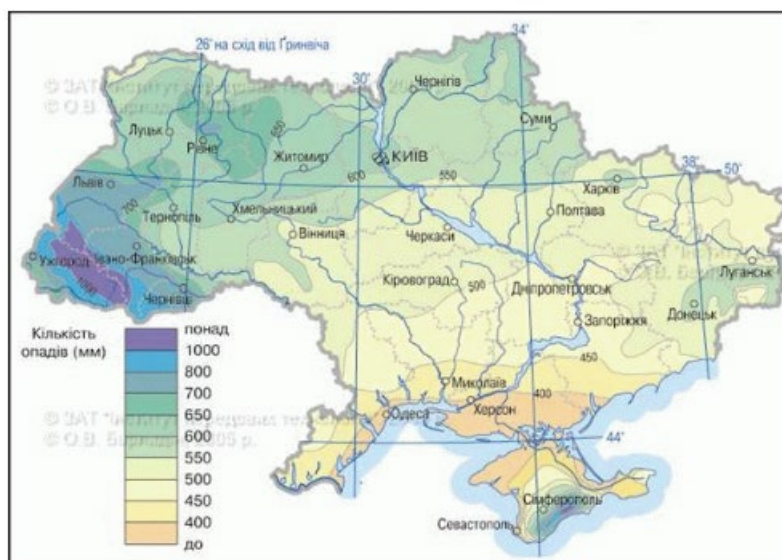 26° на схід від Ґринвіча
34°
30°
Чернігів
Луцьк
Рівне
650
Суми
Житомир
КИЇВ
38°
50°
Львів
600
550
Харків
700
Тернопіль
Хмельницький
Полтава
Вінниця
Черкаси
Ужгород
Івано-Франківськ
Луганськ
1000
Кіровоград
500
Дніпропетровськ
Чернівці
Донецьк
Запоріжжя
Кількість
опадів (мм)
понад
1000
800
700
650
600
550
500
450
400
до
450
Миколаїв
400
Одеса
Херсон
44°
Сімферополь
Севастополь
© О.В.